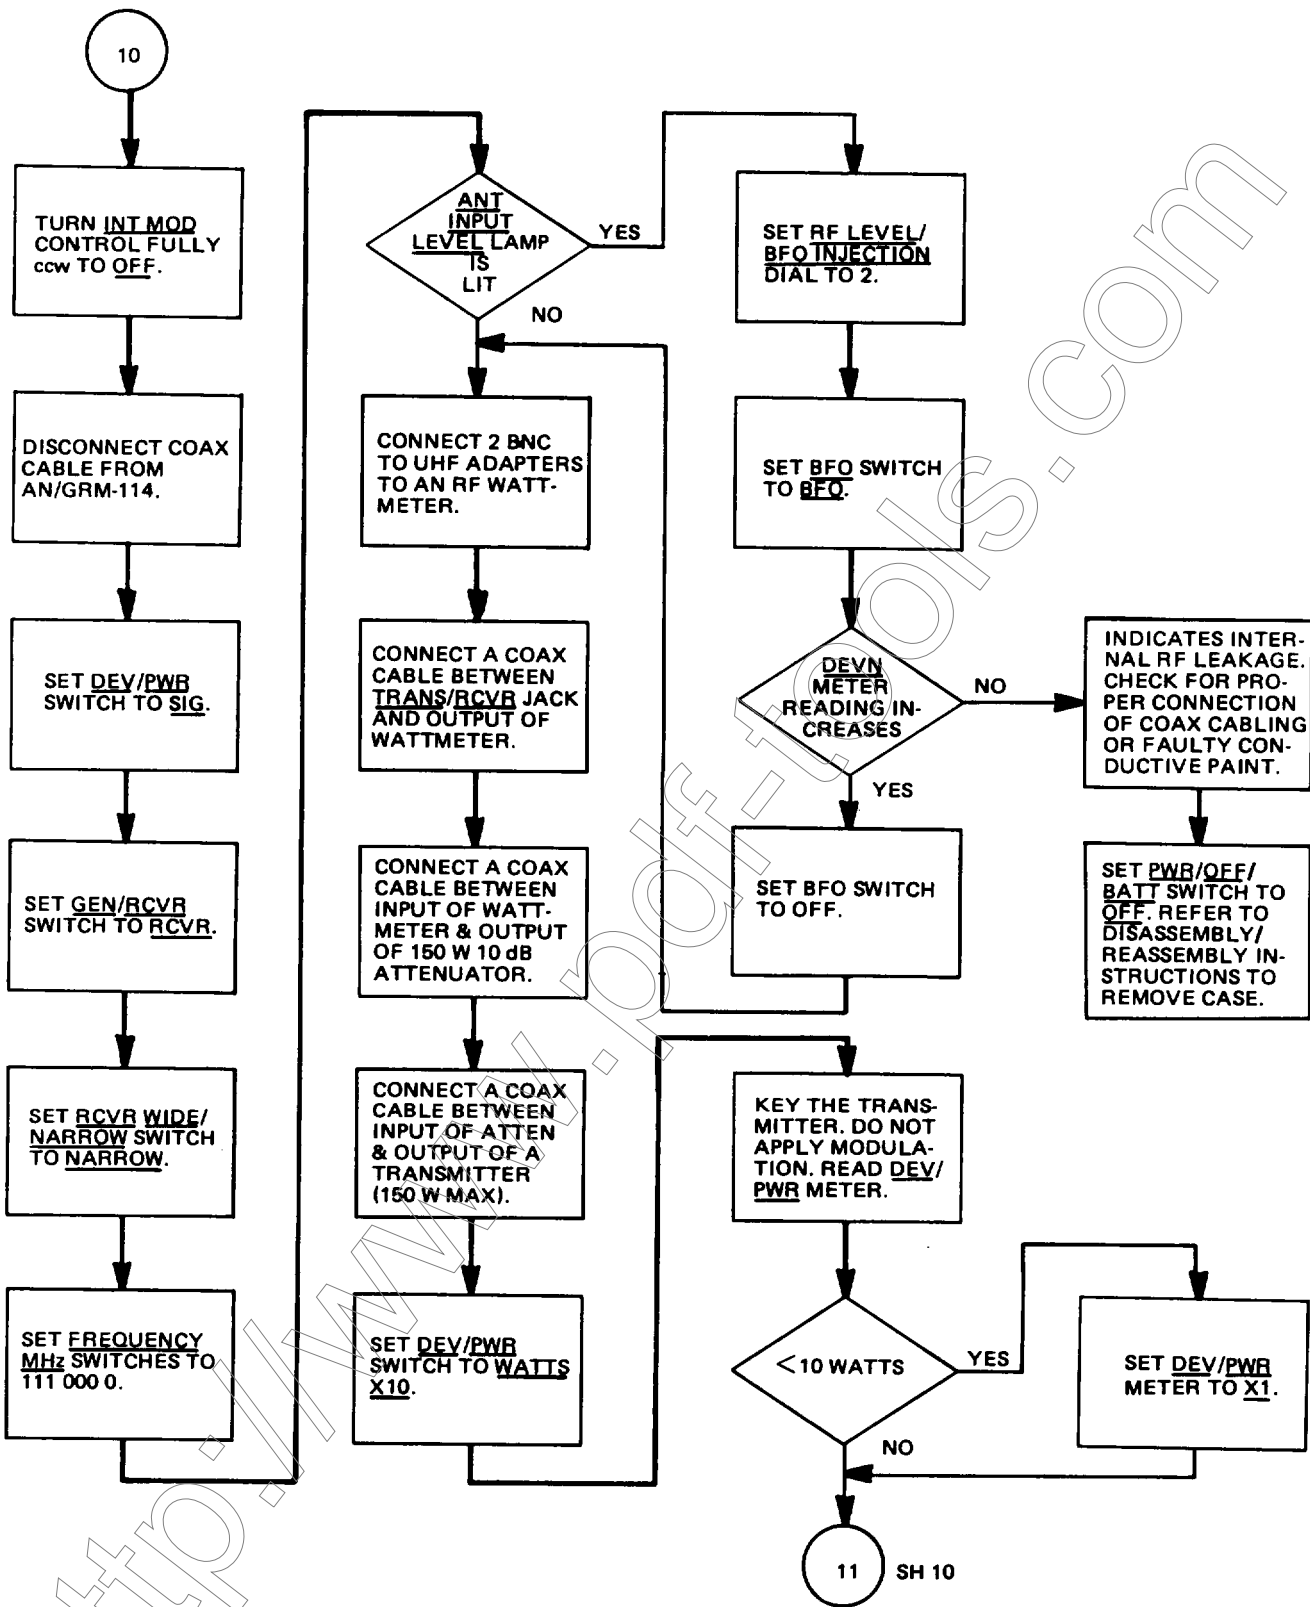 10
TURN INT MOD
CONTROL FULLY
ccw TO OFF.
DISCONNECT COAX
CABLE FROM
AN/GRM-114.
SET DEV/PWR
SWITCH TO SIG.
SET GEN/RCVR
SWITCH TO RCVR.
SET RCVR WIDE/
NARROW SWITCH
TO NARROW.
SET FREQUENCY
MHz SWITCHES TO
111 000 0.
ANT
INPUT
LEVEL LAMP
IS
LIT
YES
NO
CONNECT 2 BNC
TO UHF ADAPTERS
TO AN RF WATT-
METER.
CONNECT A COAX
CABLE BETWEEN
TRANS/RCVR JACK
AND OUTPUT OF
WATTMETER.
CONNECT A COAX
CABLE BETWEEN
INPUT OF WATT-
METER & OUTPUT
OF 150 W 10 dB
ATTENUATOR.
CONNECT A COAX
CABLE BETWEEN
INPUT OF ATTEN
& OUTPUT OF A
TRANSMITTER
(150 W MAX).
SET DEV/PWR
SWITCH TO WATTS
X10.
SET RF LEVEL/
BFO INJECTION
DIAL TO 2.
SET BFO SWITCH
TO BFO.
DEVN
METER
READING IN-
CREASES
NO
YES
INDICATES INTER-
NAL RF LEAKAGE.
CHECK FOR PRO-
PER CONNECTION
OF COAX CABLING
OR FAULTY CON-
DUCTIVE PAINT.
SET PWR/OFF/
BATT SWITCH TO
OFF. REFER TO
DISASSEMBLY/
REASSEMBLY IN-
STRUCTIONS TO
REMOVE CASE.
SET BFO SWITCH
TO OFF.
KEY THE TRANS-
MITTER. DO NOT
APPLY MODULA-
TION. READ DEV/
PWR METER.
<10 WATTS
YES
NO
SET DEV/PWR
METER TO X1.
11
SH 10
http://www.pdf-tools.com